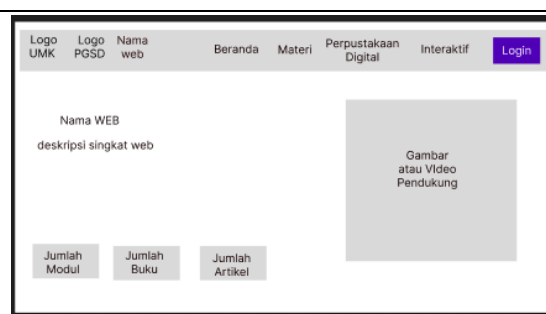 Logo UMK
Logo PGSD
Nama web
Beranda
Materi
Perpustakaan Digital
Interaktif
Login
Nama WEB
deskripsi singkat web
Gambar
atau VIdeo
Pendukung
Jumlah
Modul
Jumlah
Buku
Jumlah
Artikel